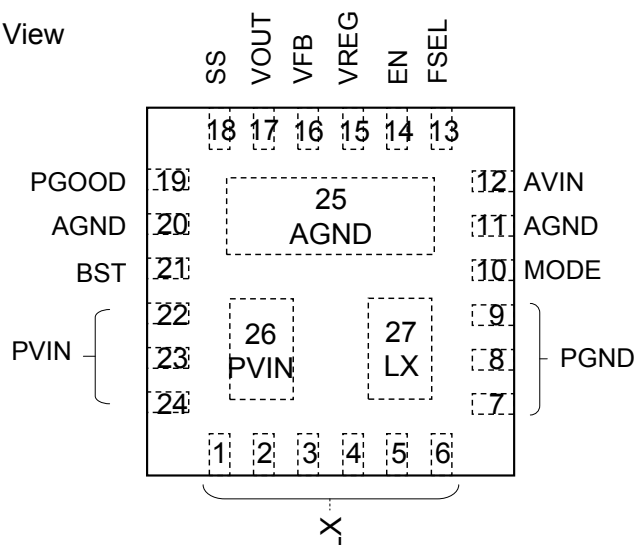 View
SS VOUT VFB VREG EN FSEL
18 17 16 15 14 13
PGOOD 19 12 AVIN
25
AGND 20 AGND 11 AGND
BST 21 10 MODE
22 9
26 27
PVIN 23 PVIN LX 8 PGND
24 7
1 2 3 4 5 6
LX